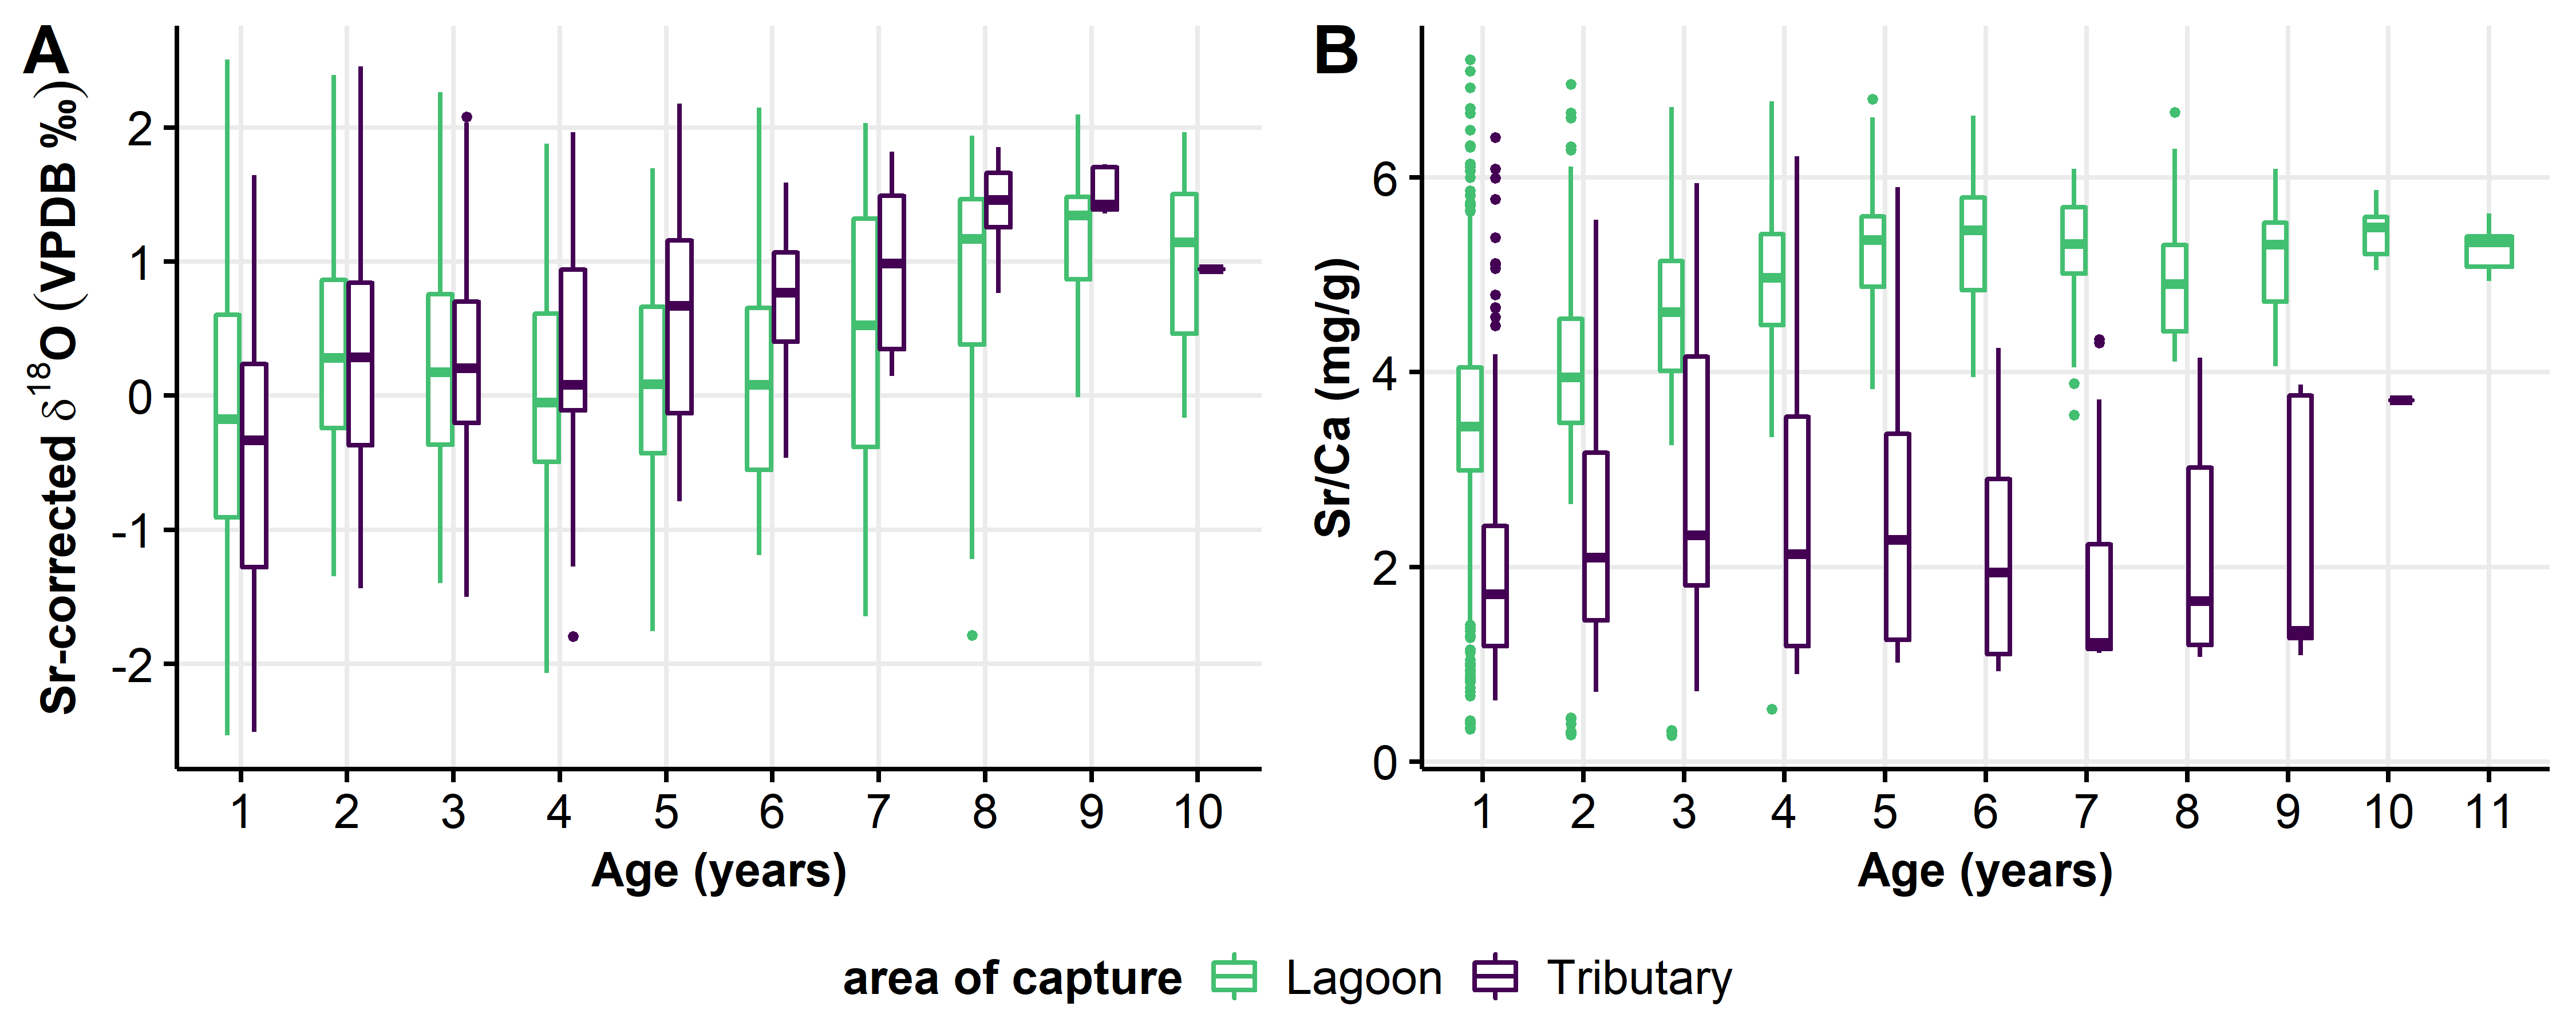 A
Sr-corrected δ18O (VPDB ‰)
2
1
0
-1
-2
1 2 3 4 5 6 7 8 9 10
Age (years)
B
Sr/Ca (mg/g)
6
4
2
0
1 2 3 4 5 6 7 8 9 10 11
Age (years)
area of capture Lagoon Tributary